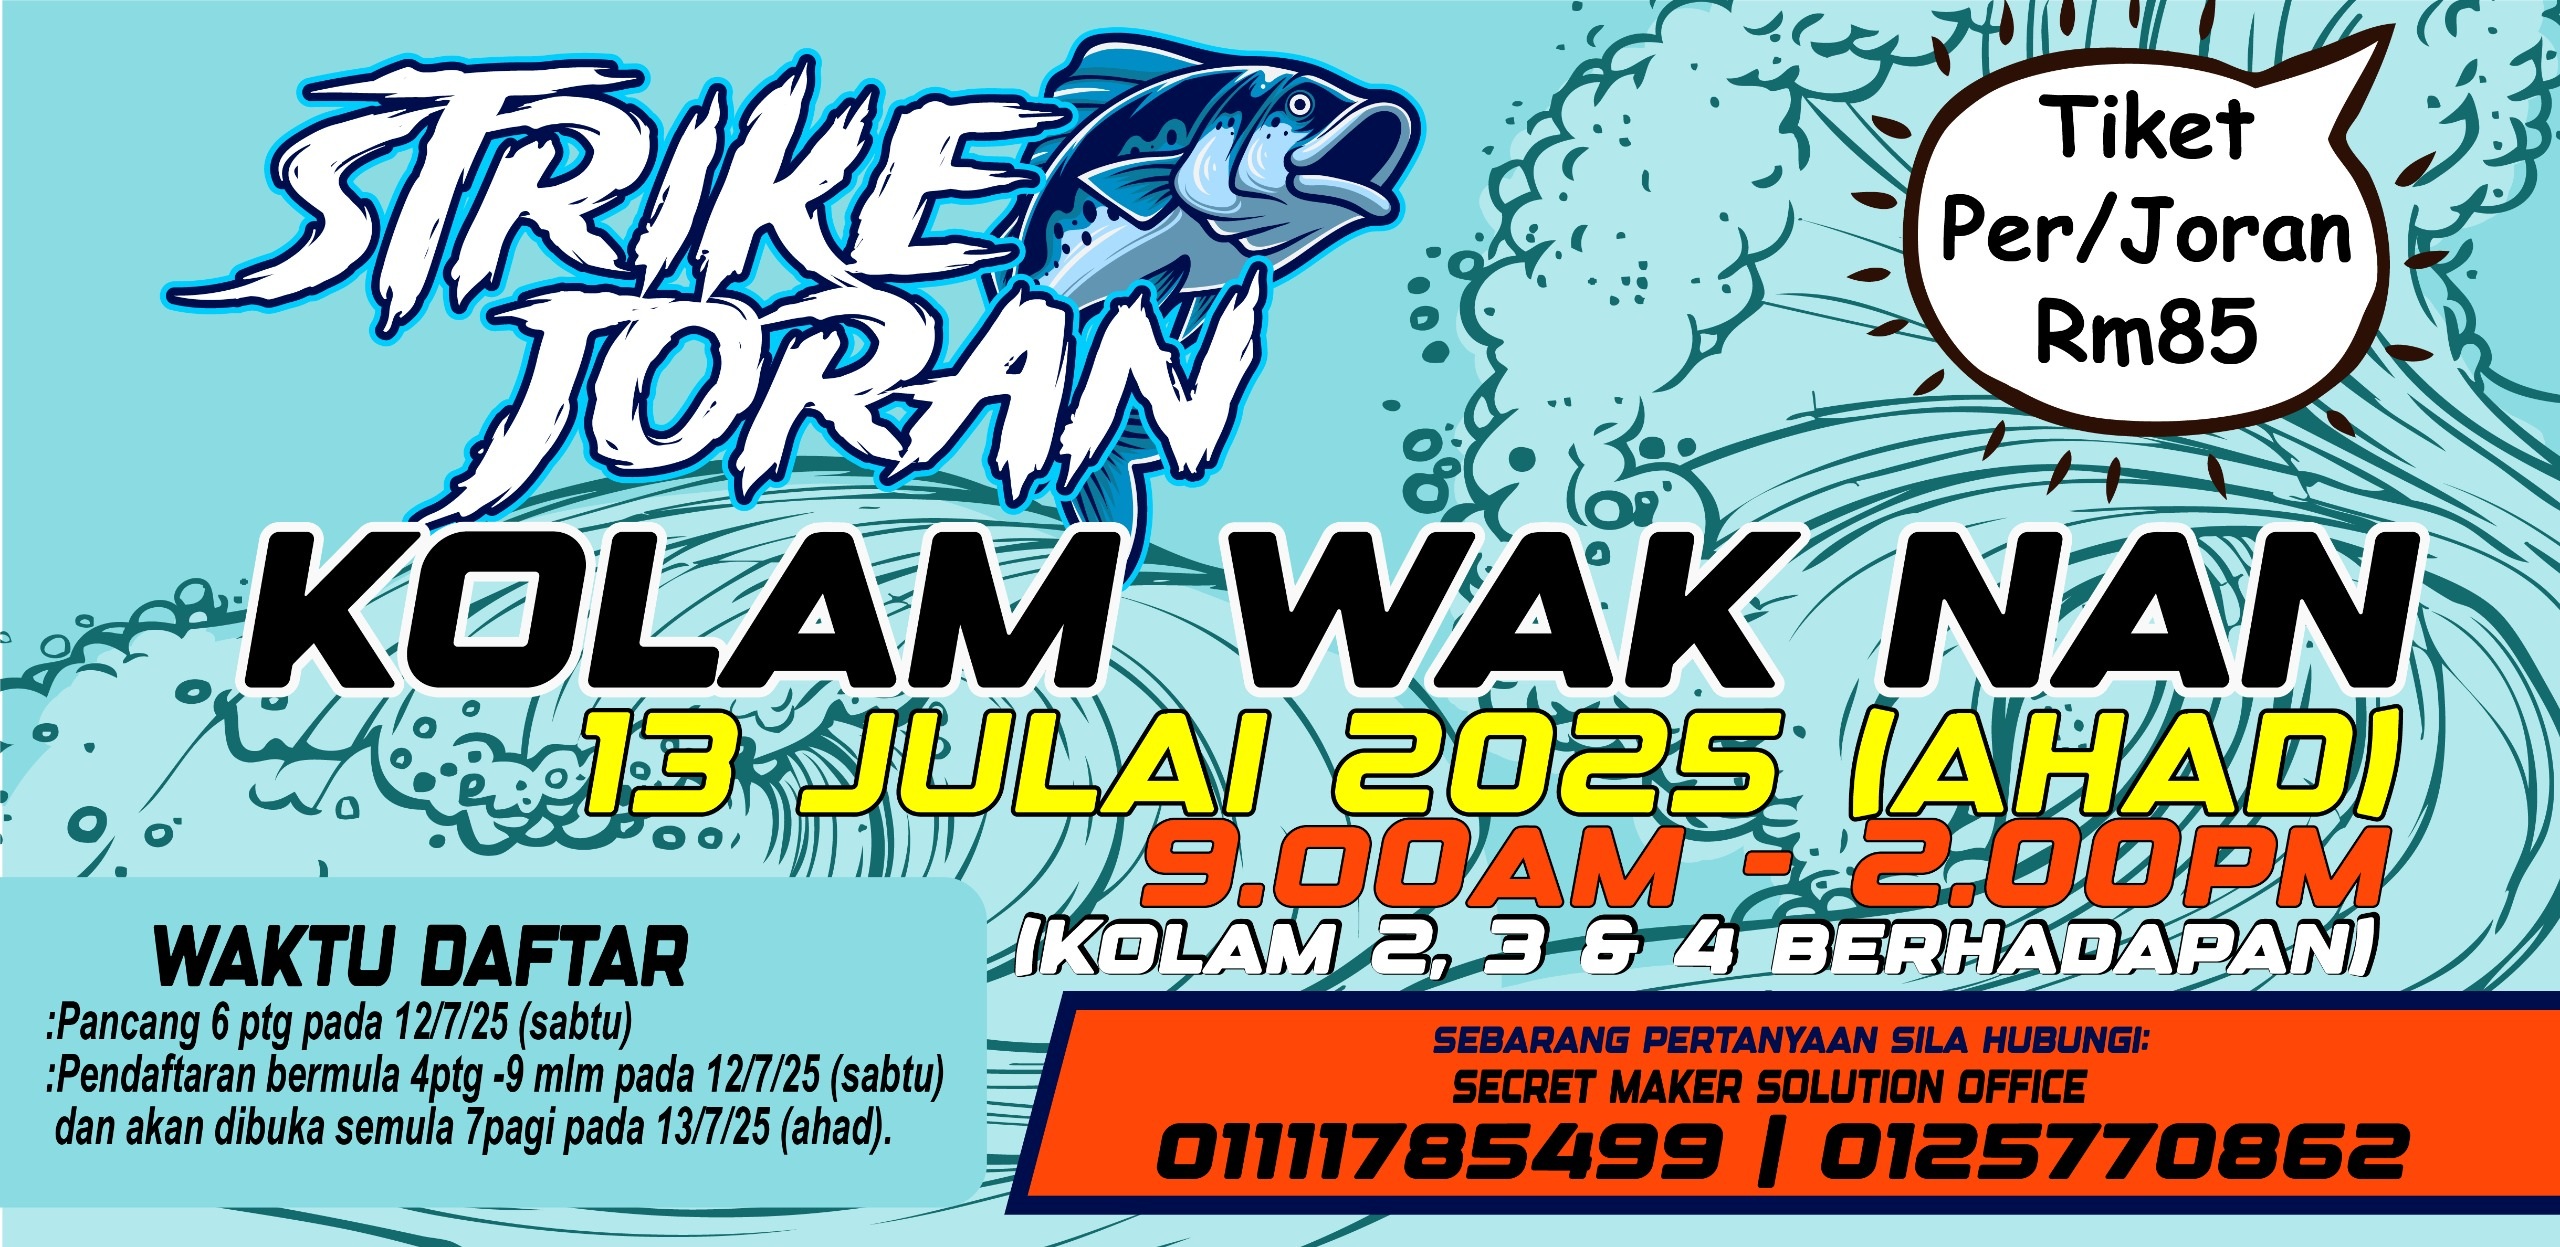 STRIKE
JORAN
Tiket
Per/Joran
Rm85
KOLAM WAK NAN
13 JULAI 2025 (AHAD)
9.00AM - 2.00PM
(KOLAM 2, 3 & 4 BERHADAPAN)
WAKTU DAFTAR
:Pancang 6 ptg pada 12/7/25 (sabtu)
:Pendaftaran bermula 4ptg -9 mlm pada 12/7/25 (sabtu)
dan akan dibuka semula 7pagi pada 13/7/25 (ahad).
SEBARANG PERTANYAAN SILA HUBUNGI:
SECRET MAKER SOLUTION OFFICE
01111785499 | 0125770862